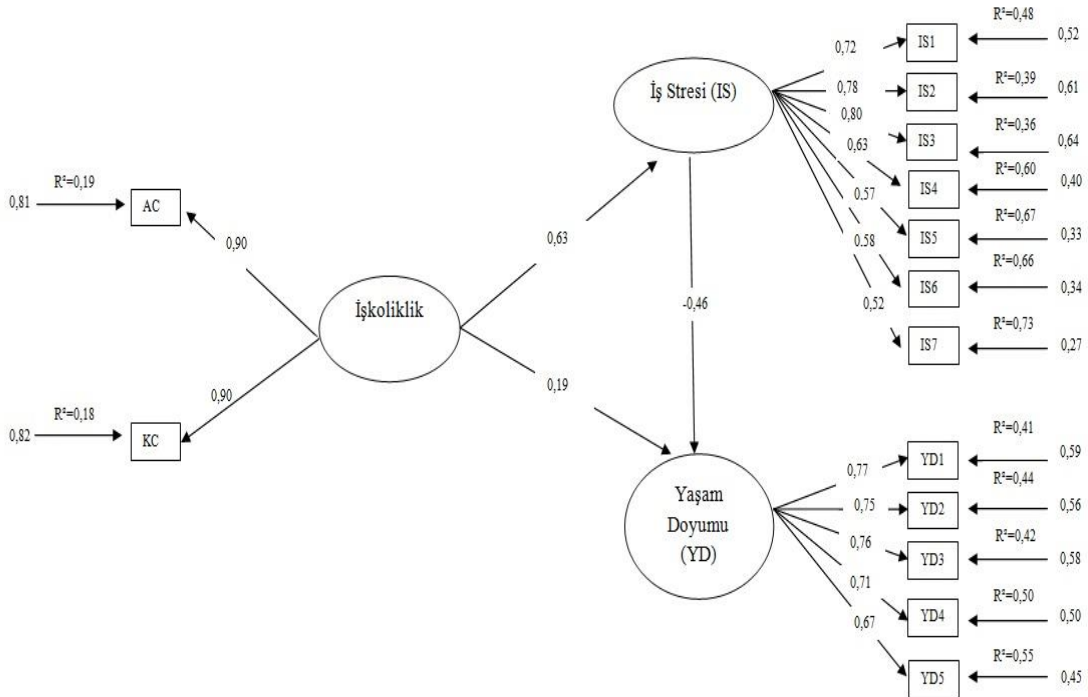 R²=0,48
0,52
IS1
0,72
İş Stresi (IS)
R²=0,39
0,61
IS2
0,78
R²=0,36
0,64
IS3
0,80
R²=0,60
0,40
IS4
0,63
R²=0,67
0,33
IS5
0,57
R²=0,66
0,34
IS6
0,58
R²=0,73
0,27
IS7
0,52
R²=0,19
0,81
AC
0,90
0,63
İşkoliklik
-0,46
0,19
0,90
R²=0,18
0,82
KC
Yaşam
Doyumu
(YD)
R²=0,41
0,59
YD1
0,77
R²=0,44
0,56
YD2
0,75
R²=0,42
0,58
YD3
0,76
R²=0,50
0,50
YD4
0,71
R²=0,55
0,45
YD5
0,67